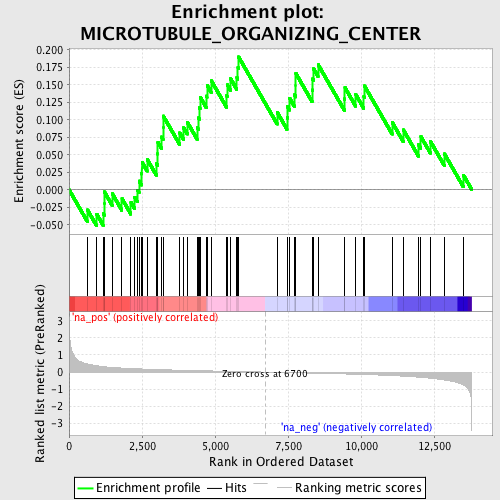 Enrichment plot:
MICROTUBULE_ORGANIZING_CENTER
Enrichment score (ES)
0.200
0.175
0.150
0.125
0.100
0.075
0.050
0.025
0.000
-0.025
-0.050
'na_pos' (positively correlated)
Ranked list metric (PreRanked)
3
2
1
0
-1
-2
-3
Zero cross at 6700
'na_neg' (negatively correlated)
0 2,500 5,000 7,500 10,000 12,500
Rank in Ordered Dataset
Enrichment profile Hits Ranking metric scores